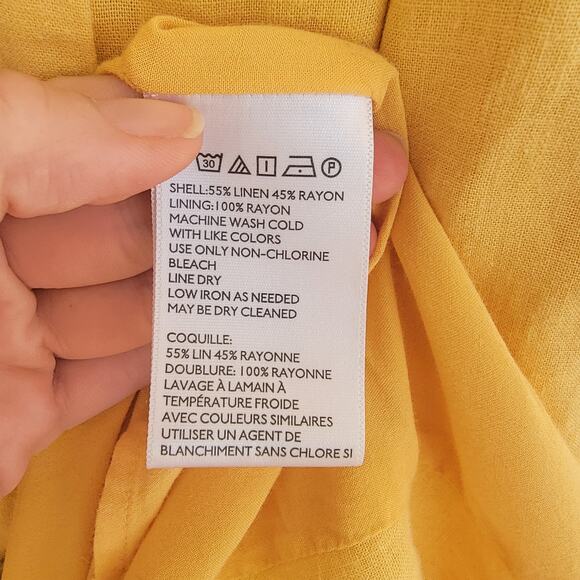 30 P
SHELL:55% LINEN 45% RAYON
LINING:100% RAYON
MACHINE WASH COLD
WITH LIKE COLORS
USE ONLY NON-CHLORINE
BLEACH
LINE DRY
LOW IRON AS NEEDED
MAY BE DRY CLEANED
COQUILLE:
55% LIN 45% RAYONNE
DOUBLURE: 100% RAYONNE
LAVAGE À LAMAIN À
TEMPÉRATURE FROIDE
AVEC COULEURS SIMILAIRES
UTILISER UN AGENT DE
BLANCHIMENT SANS CHLORE SI